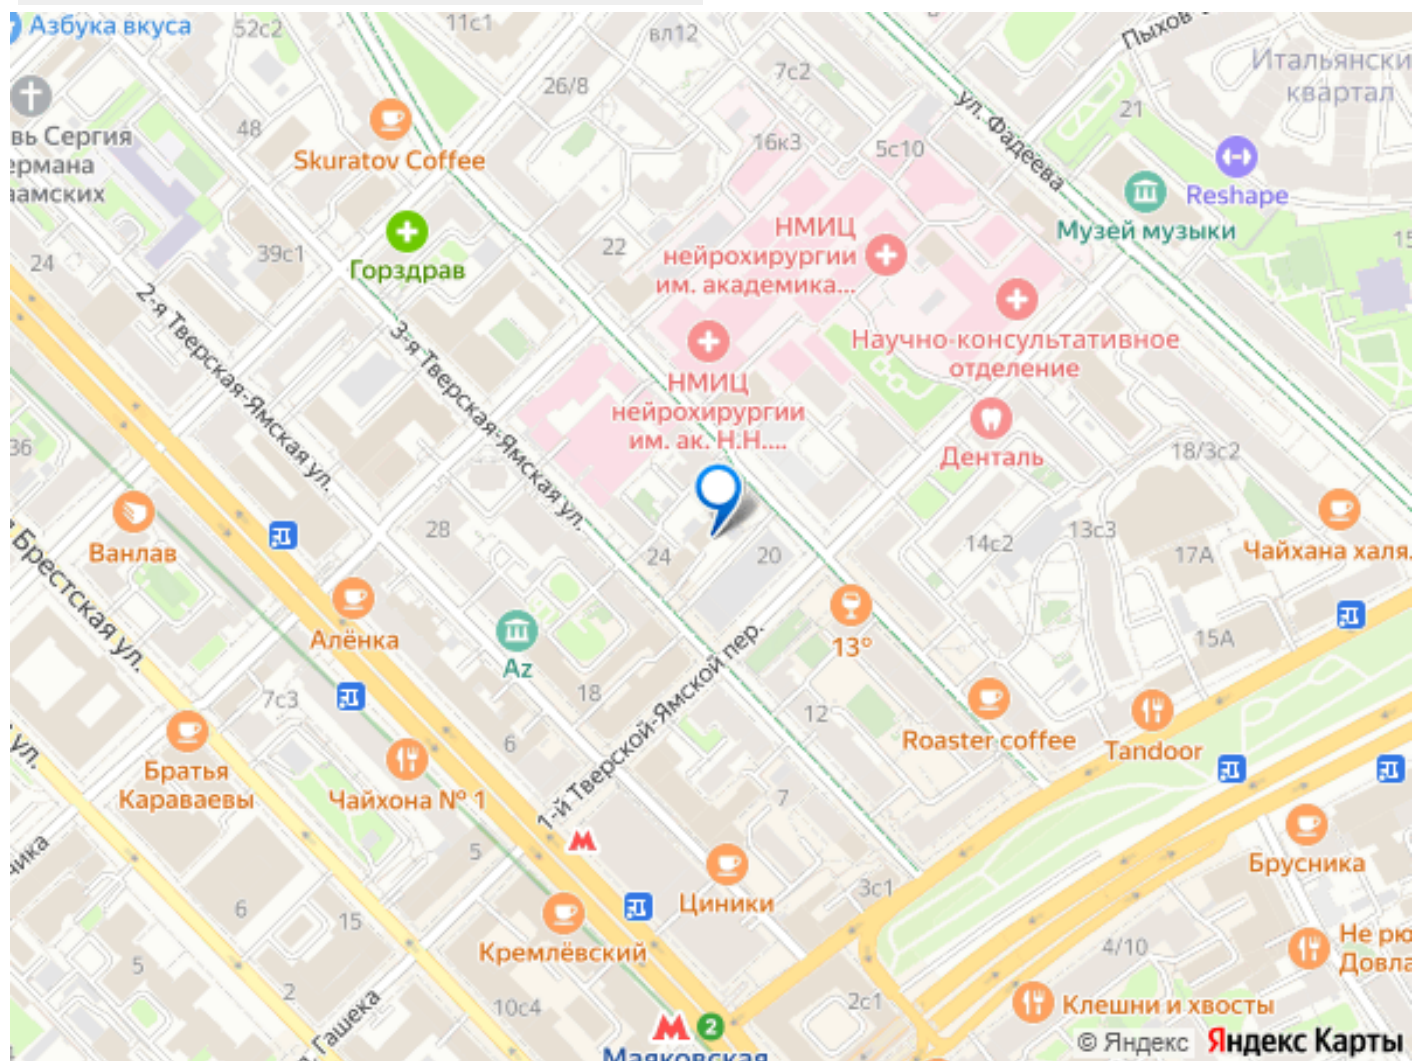 Азбука вкуса
52с2
11с1
вл12
Пыхов
Итальянски
квартал
7с2
26/8
21
вь Сергия
ермана
аамских
48
Skuratov Coffee
16к3
5с10
ул. Фадеева
Reshape
Музей музыки
15
НМИЦ
нейрохирургии
им. академика...
22
39с1
24
Горздрав
2-я Тверская-Ямская ул.
3-я Тверская-Ямская ул.
Научно-консультативное
отделение
НМИЦ
нейрохирургии
им. ак. Н.Н....
Денталь
18/3с2
36
Ванлав
28
24
20
14с2
13с3
17А
Чайхана халя.
Брестская ул.
Алёнка
Az
13°
15А
7с3
18
1-й Тверской-Ямской пер.
12
Roaster coffee
Tandoor
6
ул.
Братья
Караваевы
Чайхона № 1
7
5
Брусника
чика
Циники
3с1
6
15
Кремлёвский
4/10
Не рю
Довла
5
2
10с4
2с1
Клешни и хвосты
Гашека
М
2
Маяковская
© Яндекс Яндекс Карты